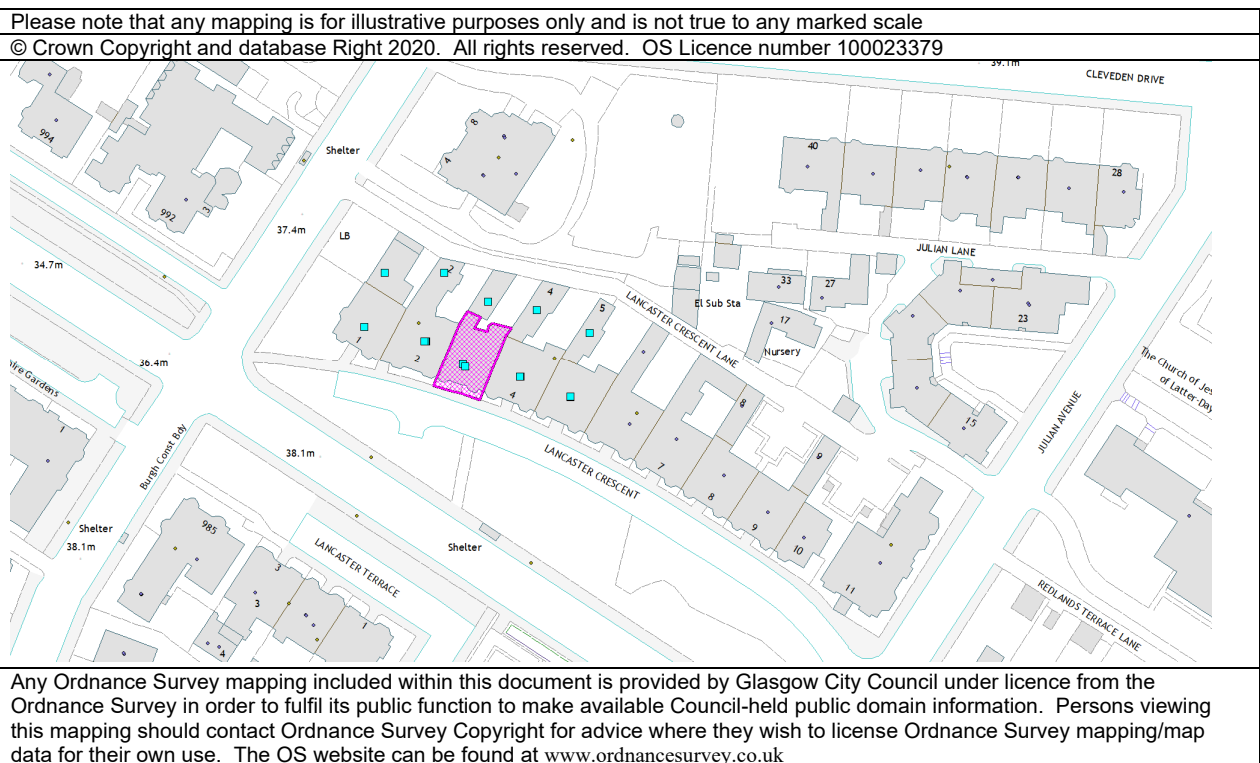 Please note that any mapping is for illustrative purposes only and is not true to any marked scale
© Crown Copyright and database Right 2020. All rights reserved. OS Licence number 100023379
39.1m
CLEVEDEN DRIVE
994
Shelter
8
4
40
28
992
3
37.4m
LB
34.7m
JULIAN LANE
2
4
5
33
27
El Sub Sta
LANCASTER CRESCENT LANE
17
Nursery
23
1
2
4
36.4m
ire Gardens
The Church of Jes
of Latter-Day
8
15
JULIAN AVENUE
1
Burgh Const Bdy
38.1m
LANCASTER CRESCENT
7
8
9
9
10
11
985
Shelter
38.1m
Shelter
LANCASTER TERRACE
3
3
1
4
REDLANDS TERRACE LANE
Any Ordnance Survey mapping included within this document is provided by Glasgow City Council under licence from the
Ordnance Survey in order to fulfil its public function to make available Council-held public domain information. Persons viewing
this mapping should contact Ordnance Survey Copyright for advice where they wish to license Ordnance Survey mapping/map
data for their own use. The OS website can be found at www.ordnancesurvey.co.uk